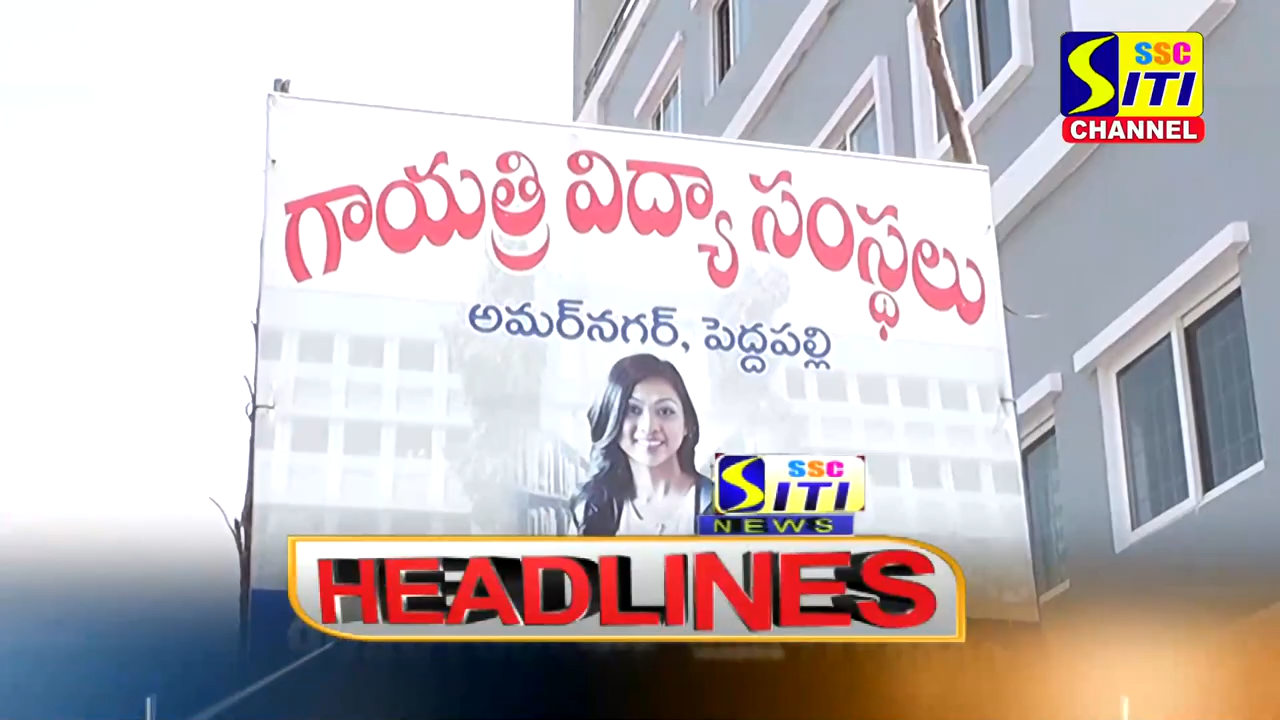 SSC
SITI
CHANNEL
గాయత్రి విద్యా సంస్థలు
అమర్‌నగర్, పెద్దపల్లి
SSC
SITI
NEWS
HEADLINES